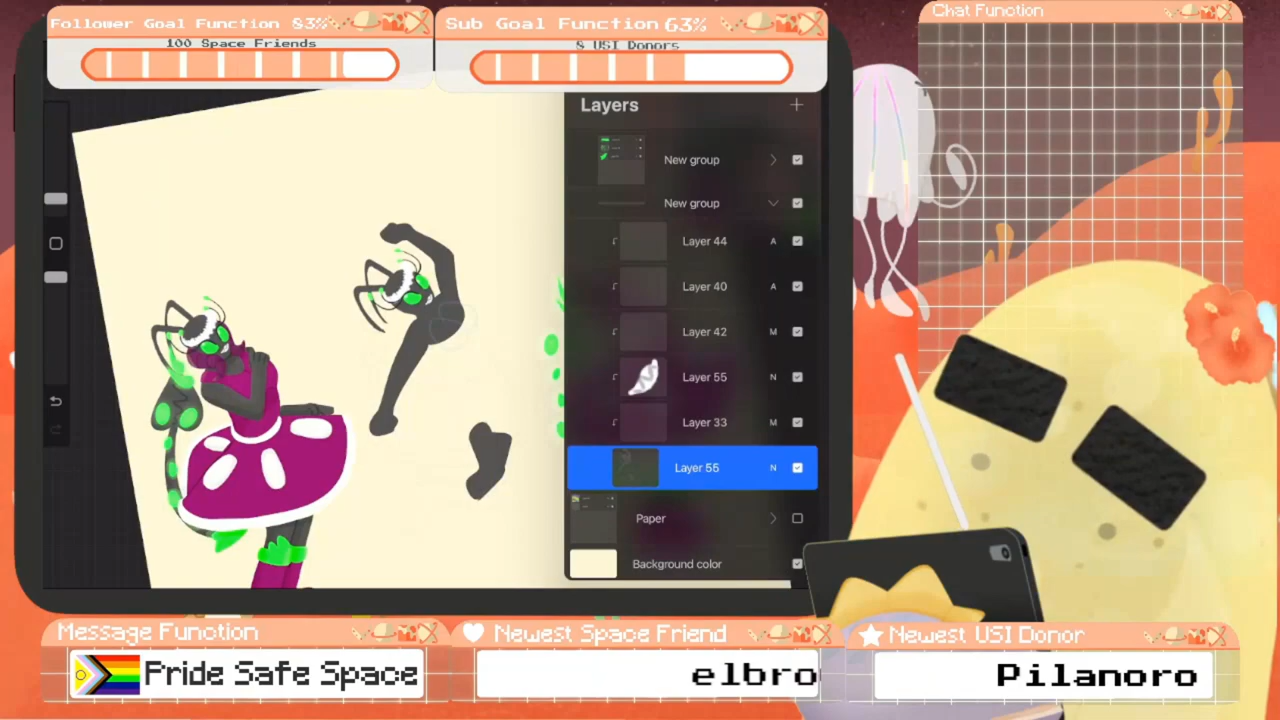 Follower Goal Function 83%
100 Space Friends
Sub Goal Function 63%
8 USI Donors
Chat Function
Layers
New group
New group
Layer 44 A
Layer 40 A
Layer 42 M
Layer 55 N
Layer 33 M
Layer 55 N
Paper
Background color
Message Function
Pride Safe Space
Newest Space Friend
elbro
Newest USI Donor
Pilanoro